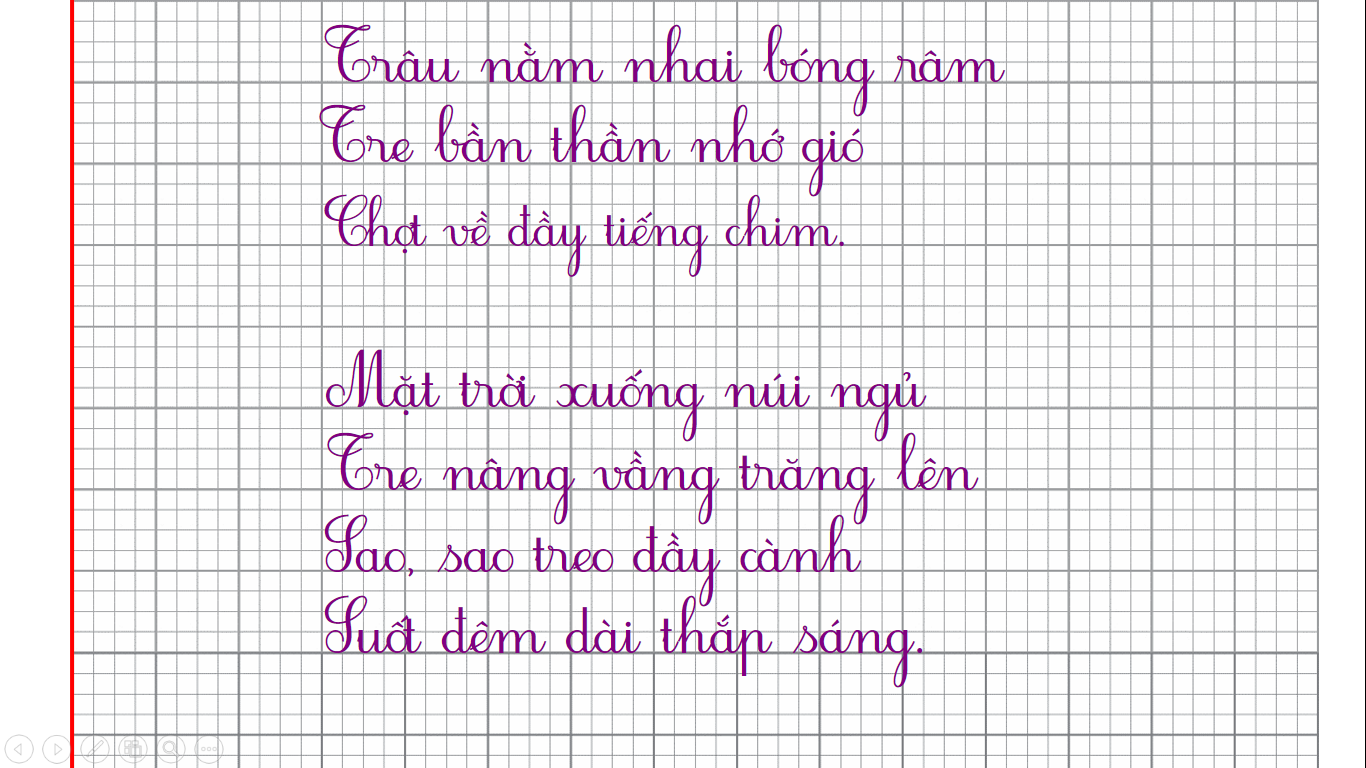 Trâu nằm nhai bóng râm
Tre bần thần nhớ gió
Chợt về đầy tiếng chim.
Mặt trời xuống núi ngủ
Tre nâng vầng trăng lên
Sao, sao treo đầy cành
Suốt đêm dài thắp sáng.